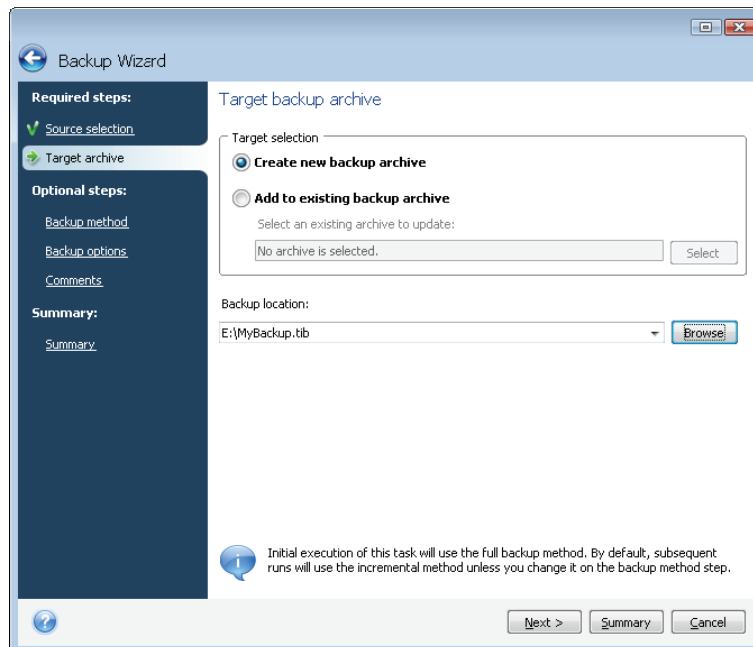 Backup Wizard
Required steps:
Source selection
Target archive
Optional steps:
Backup method
Backup options
Comments
Summary:
Summary
Target backup archive
Target selection
Create new backup archive
Add to existing backup archive
Select an existing archive to update:
No archive is selected.
Select
Backup location:
E:\MyBackup.tib
Browse
Initial execution of this task will use the full backup method. By default, subsequent
runs will use the incremental method unless you change it on the backup method step.
?
Next >
Summary
Cancel